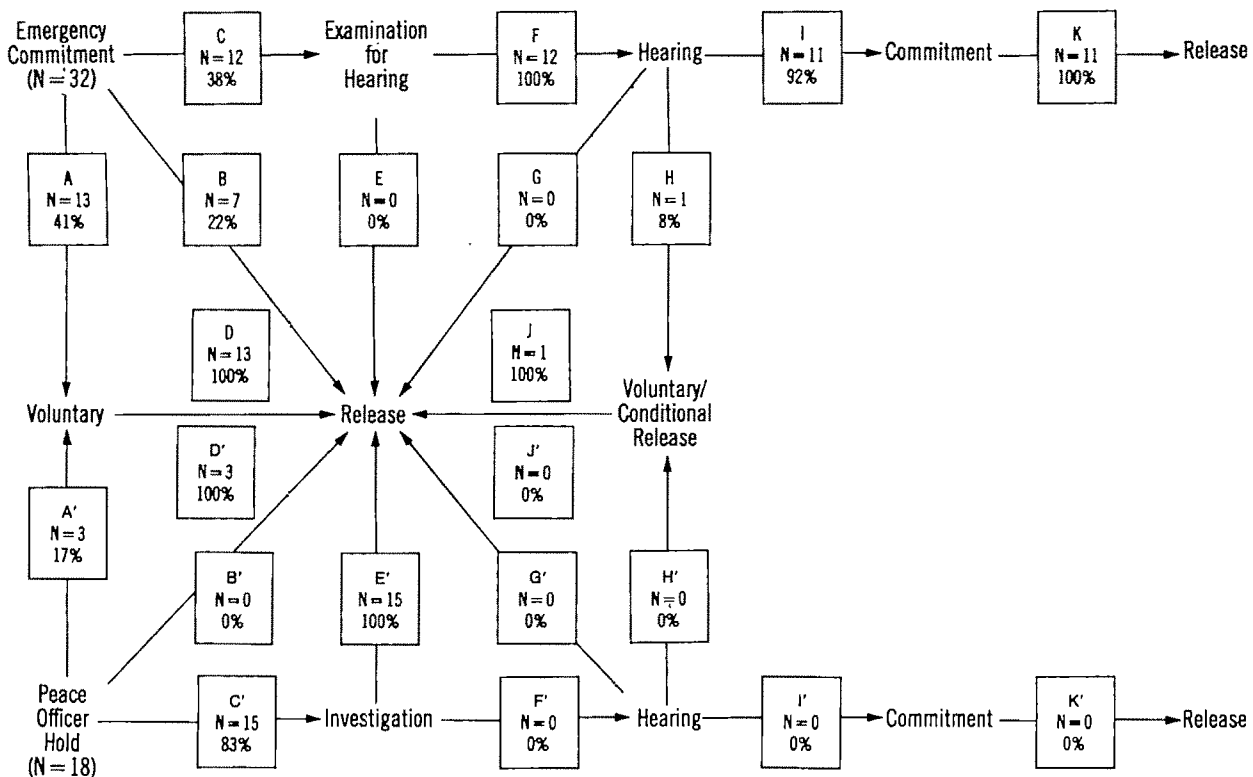 Emergency
Commitment
(N = 32)
C
N = 12
38%
Examination
for
Hearing
F
N = 12
100%
Hearing
I
N = 11
92%
Commitment
K
N = 11
100%
Release
A
N = 13
41%
B
N = 7
22%
E
N = 0
0%
G
N = 0
0%
H
N = 1
8%
D
N = 13
100%
J
M = 1
100%
Voluntary
Release
Voluntary/
Conditional
Release
D'
N = 3
100%
J'
N = 0
0%
A'
N = 3
17%
B'
N = 0
0%
E'
N = 15
100%
G'
N = 0
0%
H'
N = 0
0%
Peace
Officer
Hold
(N = 18)
C'
N = 15
83%
Investigation
F'
N = 0
0%
Hearing
I'
N = 0
0%
Commitment
K'
N = 0
0%
Release